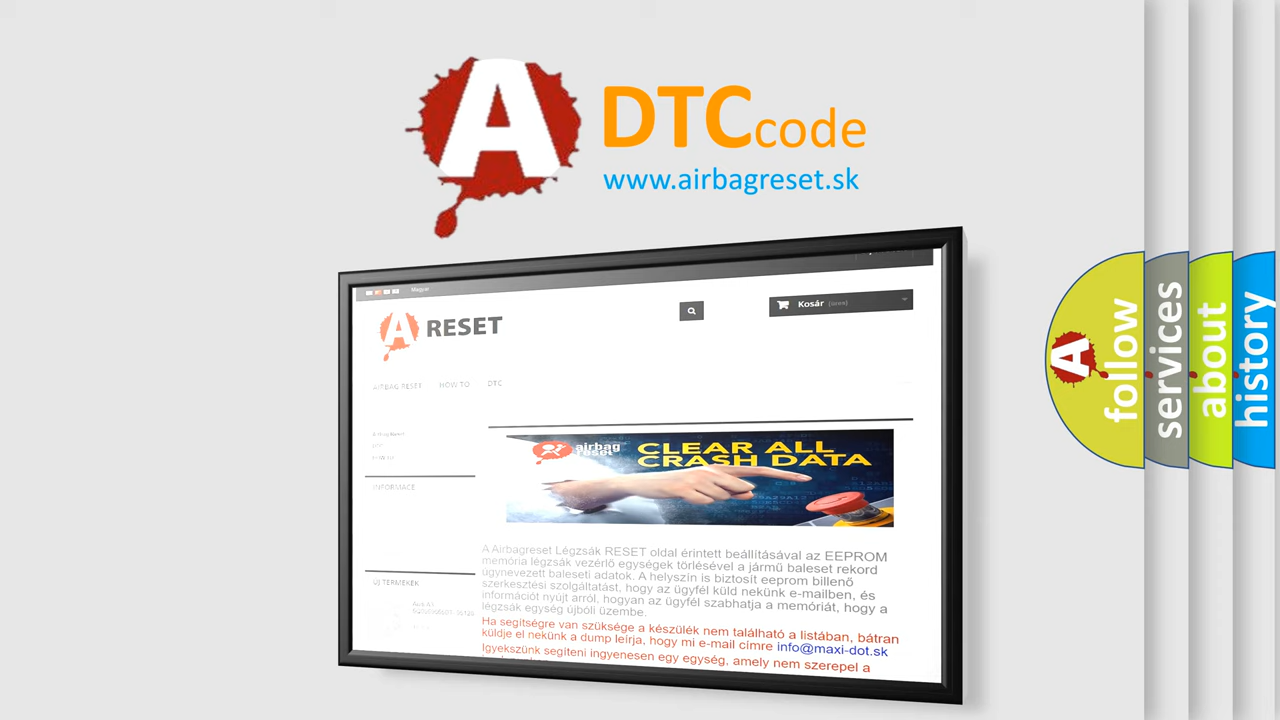 A DTC code
www.airbagreset.sk
Magyar
Kosár
A RESET
AIRBAG RESET HOW TO DTC
airbag reset
CLEAR ALL
CRASH DATA
INFORMACE
A Airbagreset Légzsák RESET oldal érintett beállításával az EEPROM
memória légzsák vezérlő egységek törlésével a jármű baleset rekord
úgynevezett baleseti adatok. A helyszín is biztosít eeprom billenő
szerkesztési szolgáltatást, hogy az ügyfél küld nekünk e-mailben, és
információt nyújt arról, hogyan az ügyfél szabhatja a memóriát, hogy a
légzsák egység újbóli üzembe.
ÚJ TERMÉKEK
Ha segítségre van szüksége a készülék nem található a listában, bátran
küldje el nekünk a dump leírja, hogy mi e-mail címre info@maxi-dot.sk
Igyekszünk segíteni ingyenesen egy egység, amely nem szerepel a
A follow
services
about
history